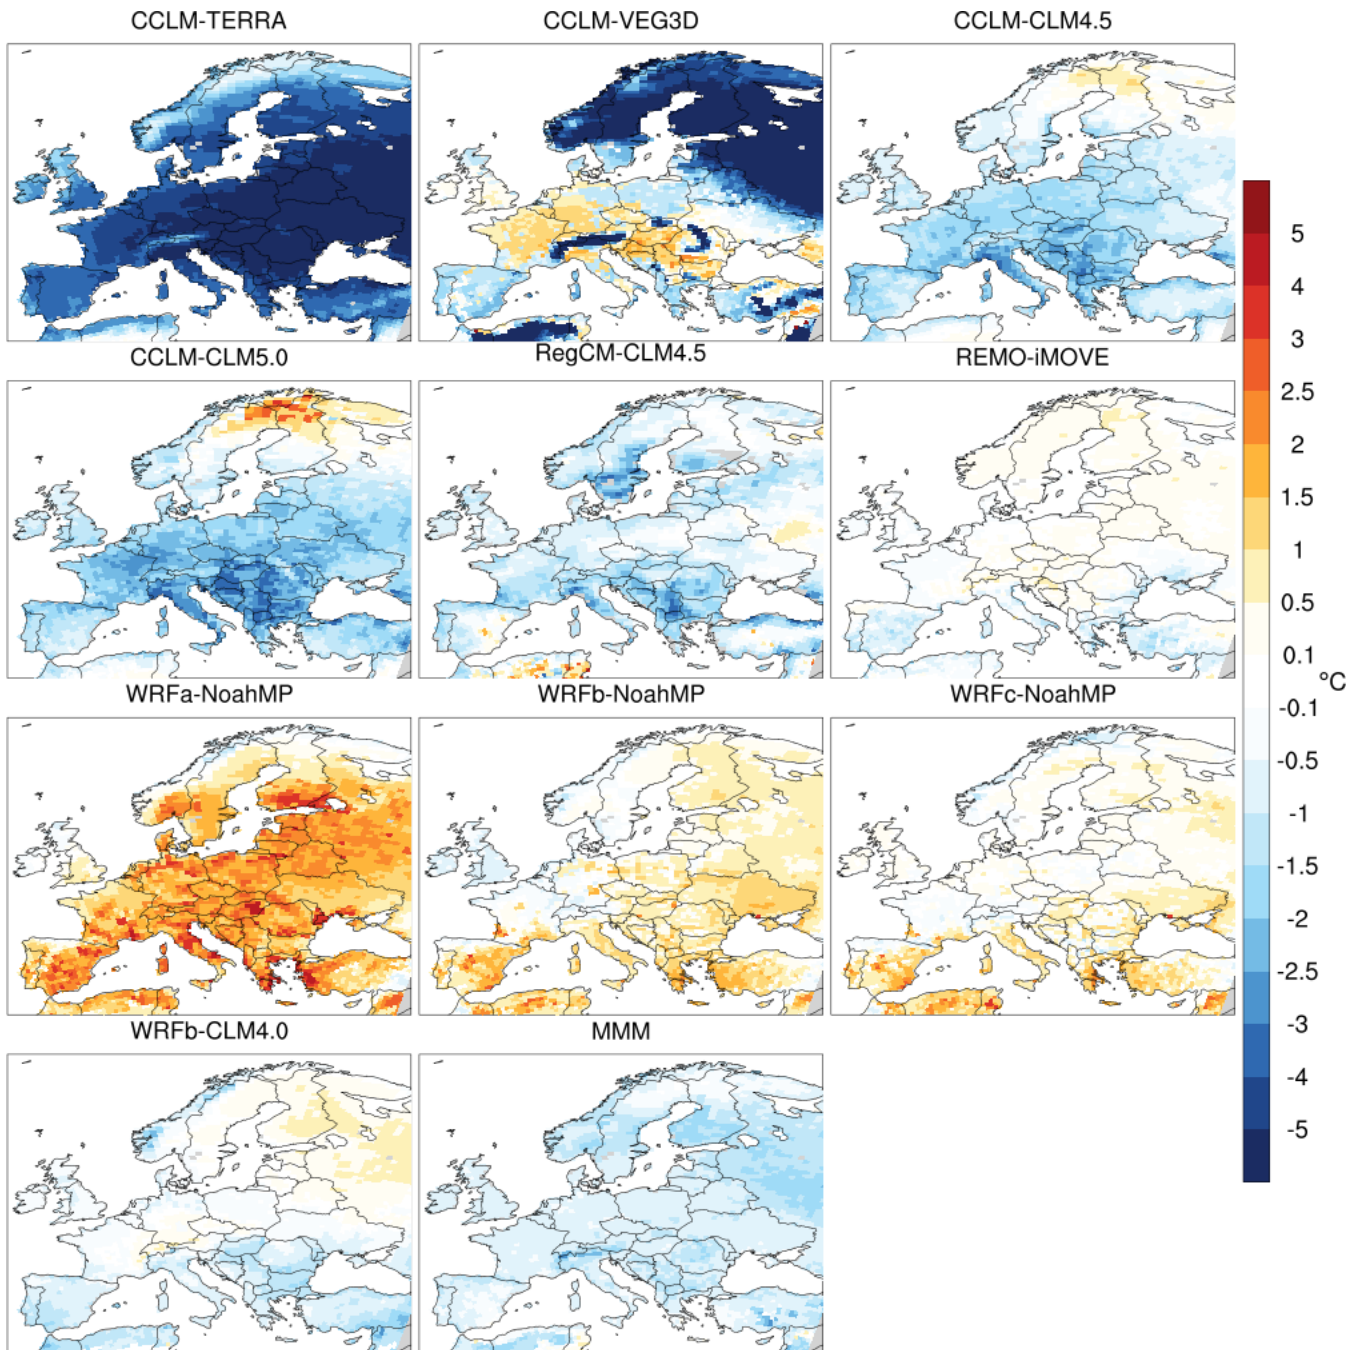 CCLM-TERRA
CCLM-VEG3D
CCLM-CLM4.5
CCLM-CLM5.0
RegCM-CLM4.5
REMO-iMOVE
WRFa-NoahMP
WRFb-NoahMP
WRFc-NoahMP
WRFb-CLM4.0
MMM
5
4
3
2.5
2
1.5
1
0.5
0.1
°C
-0.1
-0.5
-1
-1.5
-2
-2.5
-3
-4
-5